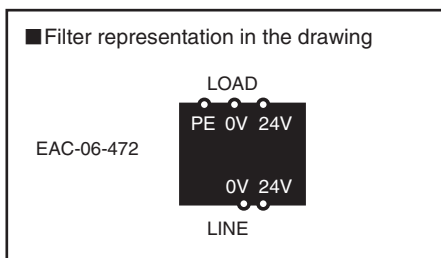 ■Filter representation in the drawing
LOAD
PE 0V 24V
EAC-06-472
0V 24V
LINE